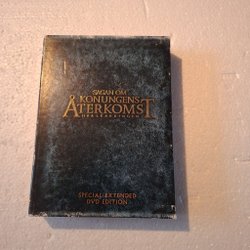 SAGAN OM
KONUNGENS
ÅTERKOMST
SPECIAL EXTENDED
DVD EDITION